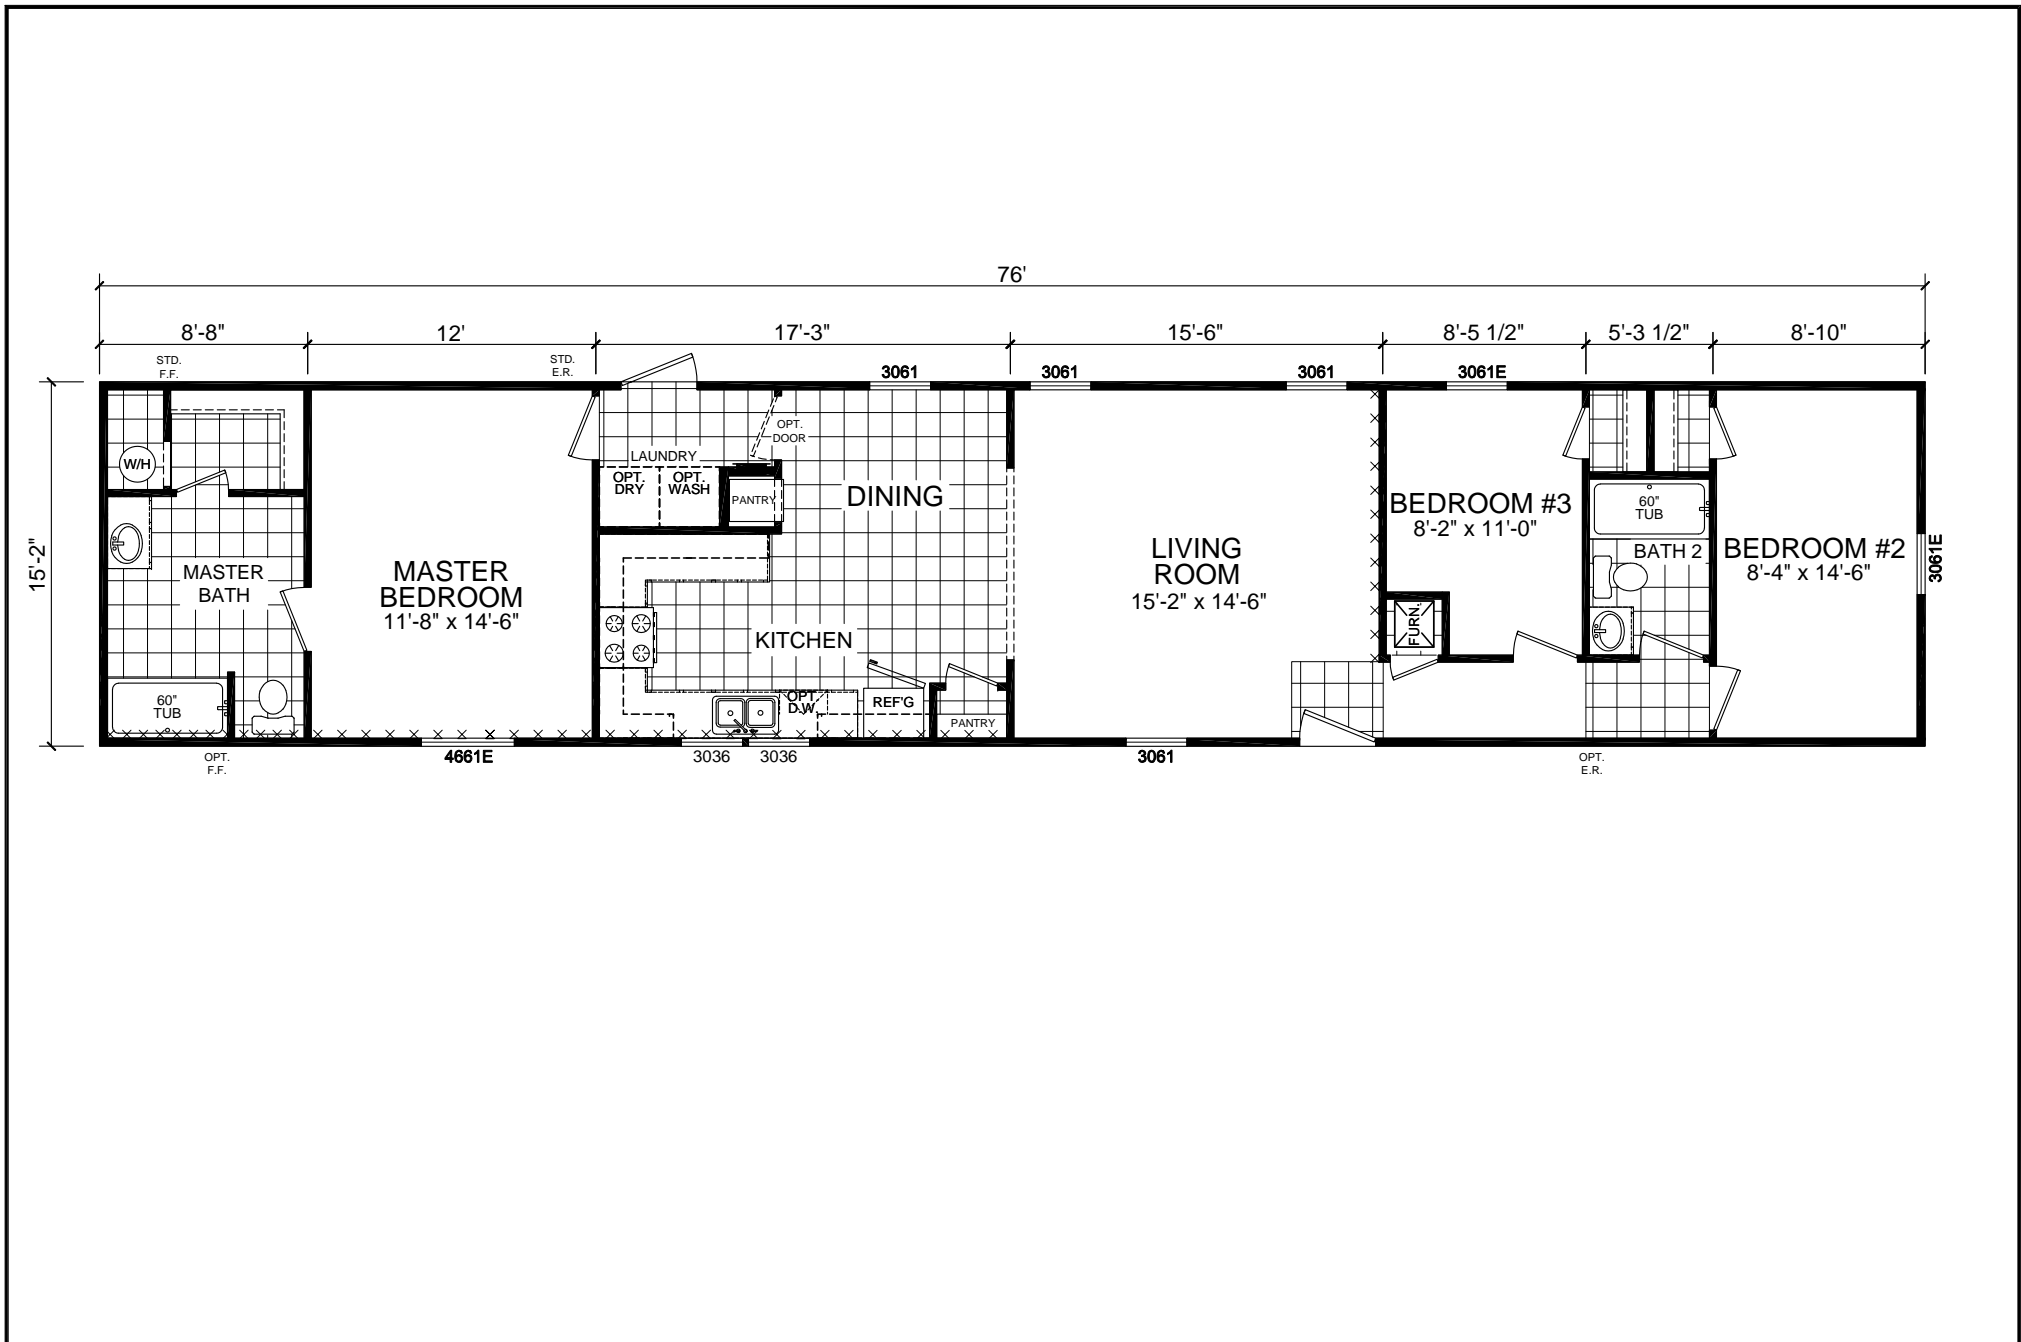 76'
8'-8"
12'
17'-3"
15'-6"
8'-5 1/2"
5'-3 1/2"
8'-10"
STD.
F.F.
STD.
E.R.
3061
3061
3061
3061E
15'-2"
W/H
OPT.
DOOR
LAUNDRY
OPT.
DRY
OPT.
WASH
PANTRY
DINING
MASTER
BATH
MASTER
BEDROOM
11'-8" x 14'-6"
KITCHEN
LIVING
ROOM
15'-2" x 14'-6"
BEDROOM #3
8'-2" x 11'-0"
FURN.
60"
TUB
BATH 2
BEDROOM #2
8'-4" x 14'-6"
3061E
60"
TUB
OPT
D.W
REF'G
PANTRY
OPT.
F.F.
4661E
3036
3036
3061
OPT.
E.R.